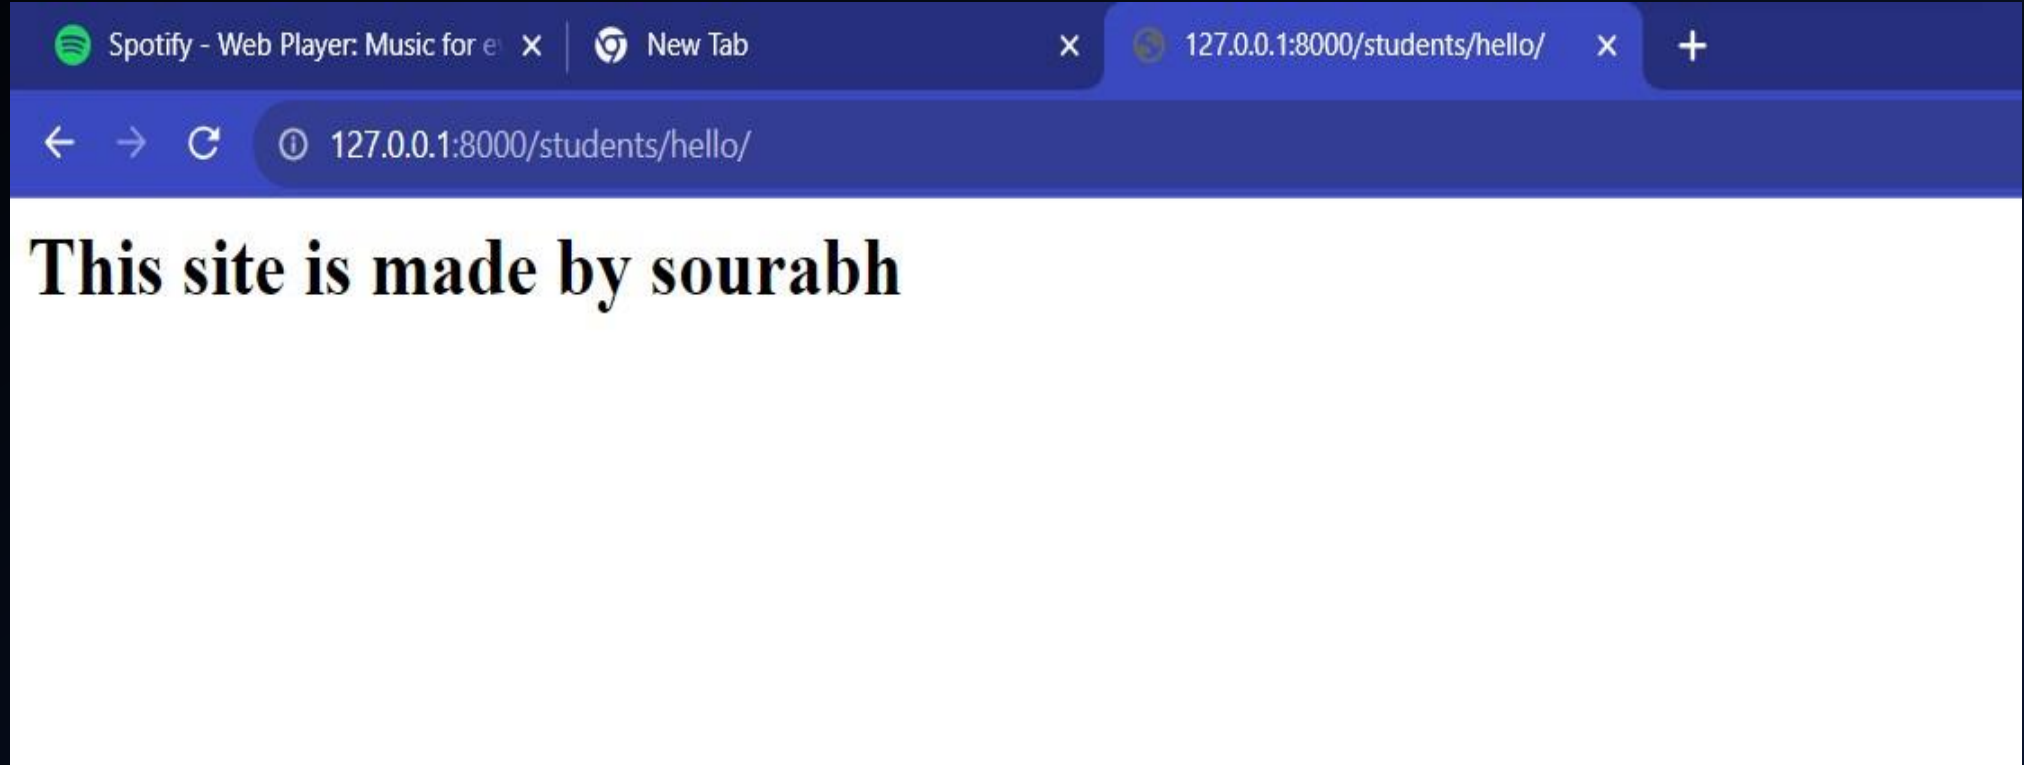 Spotify - Web Player: Music for e
New Tab
127.0.0.1:8000/students/hello/
127.0.0.1:8000/students/hello/
This site is made by sourabh